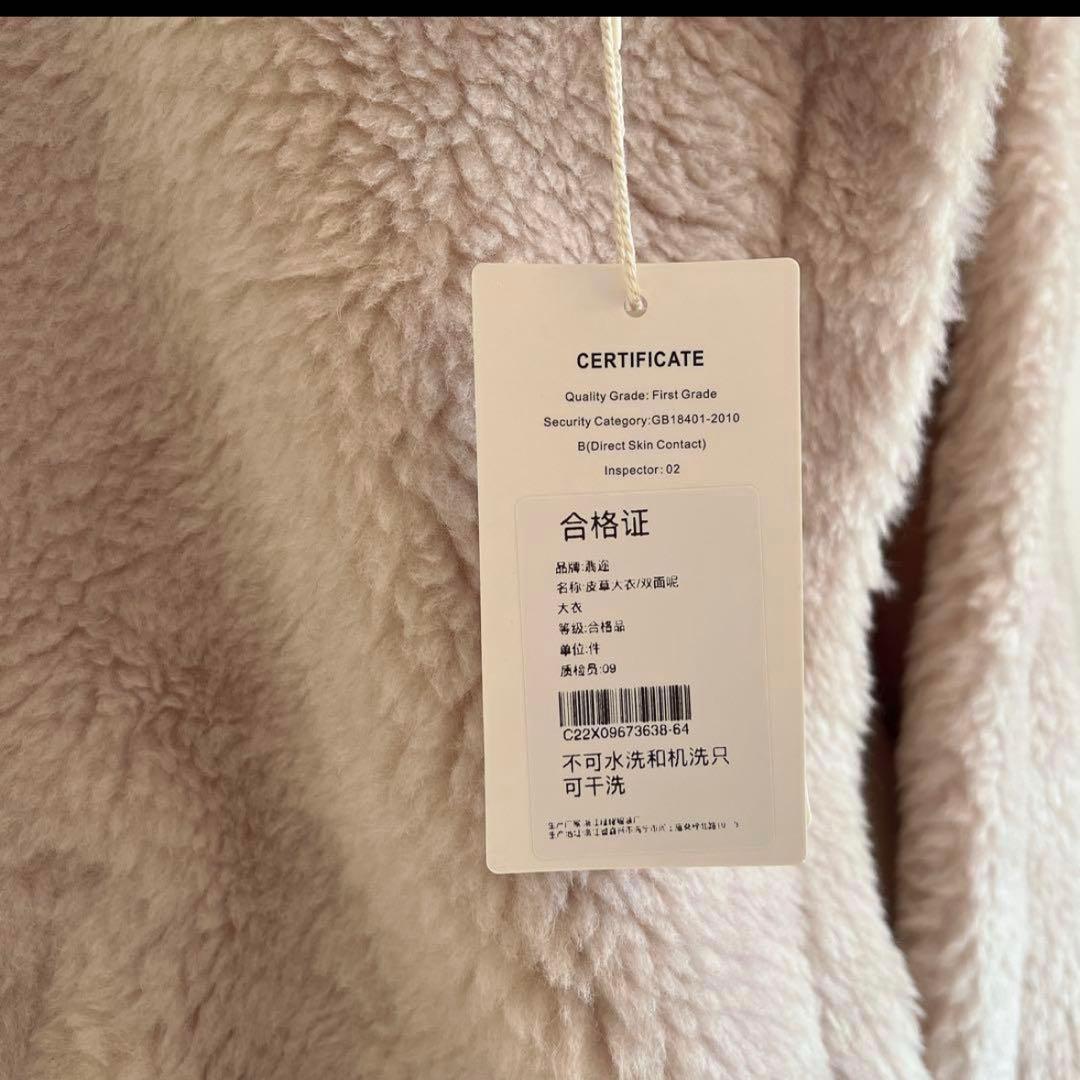 CERTIFICATE
Quality Grade: First Grade
Security Category:GB18401-2010
B(Direct Skin Contact)
Inspector: 02
合格证
品牌:
名称:皮草大衣/双面呢
大衣
等级:合格品
单位:件
质检员:09
C22X09673638-64
不可水洗和机洗只
可干洗